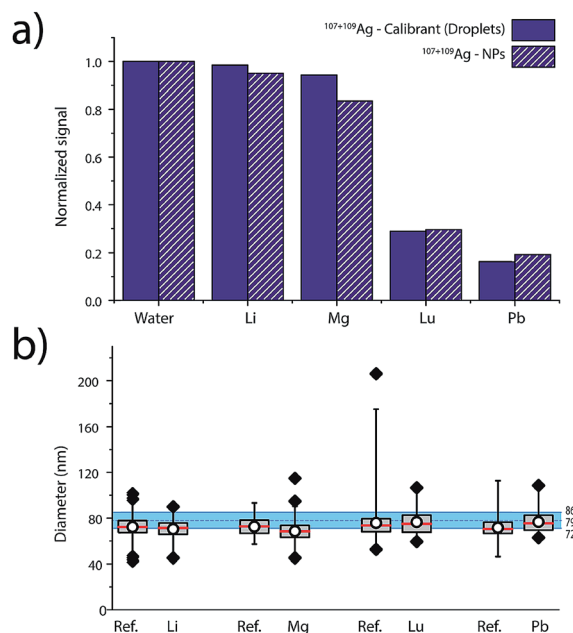 a)
107+109Ag - Calibrant (Droplets)
107+109Ag - NPs
Normalized signal
1.0
0.8
0.6
0.4
0.2
0.0
Water Li Mg Lu Pb
b)
Diameter (nm)
200
160
120
80
40
0
86
79
72
Ref. Li Ref. Mg Ref. Lu Ref. Pb